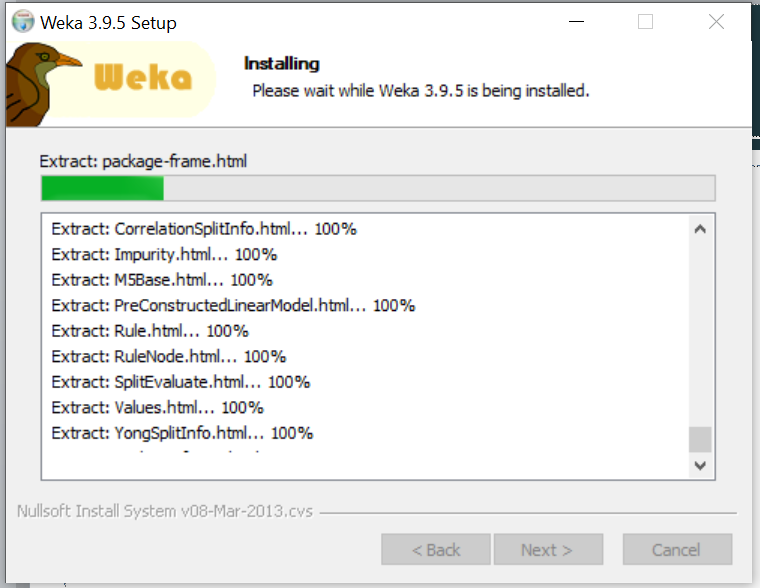 Weka 3.9.5 Setup
Weka
Installing
Please wait while Weka 3.9.5 is being installed.
Extract: package-frame.html
Extract: CorrelationSplitInfo.html... 100%
Extract: Impurity.html... 100%
Extract: M5Base.html... 100%
Extract: PreConstructedLinearModel.html... 100%
Extract: Rule.html... 100%
Extract: RuleNode.html... 100%
Extract: SplitEvaluate.html... 100%
Extract: Values.html... 100%
Extract: YongSplitInfo.html... 100%
Nullsoft Install System v08-Mar-2013.cvs
< Back
Next >
Cancel